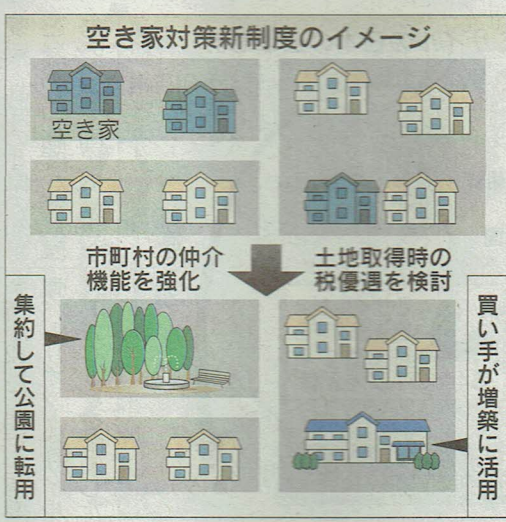 空き家対策新制度のイメージ
空き家
市町村の仲介
機能を強化
土地取得時の
税優遇を検討
集約して公園に転用
買い手が増築に活用